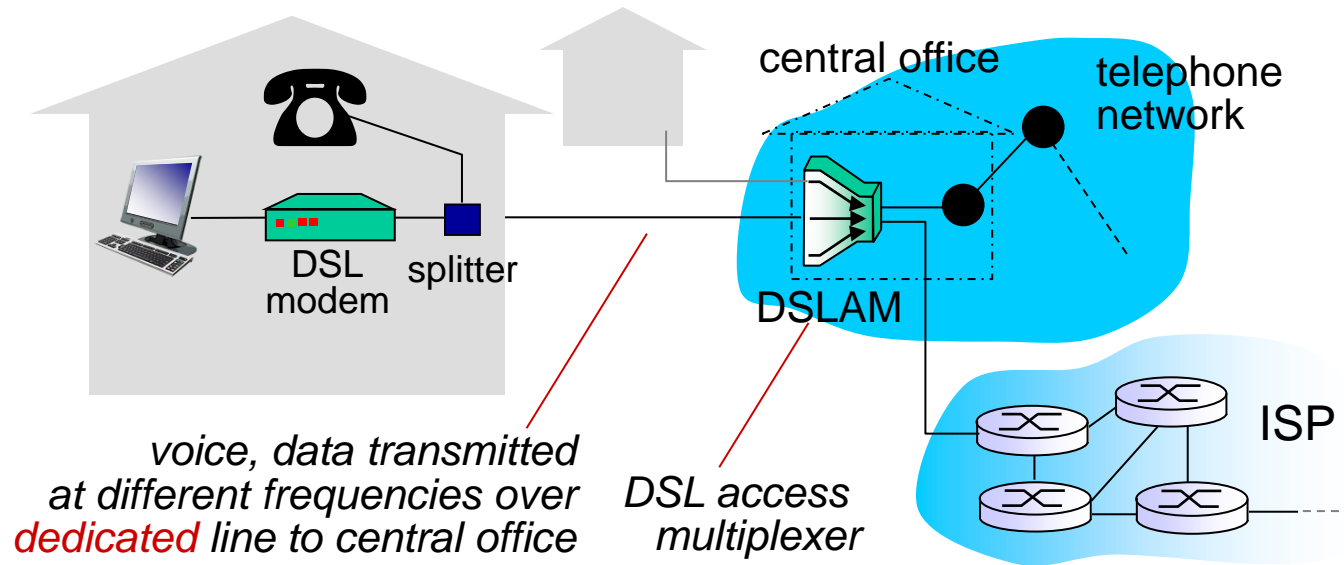 central office
telephone
network
DSL
modem
splitter
DSLAM
ISP
voice, data transmitted
at different frequencies over
dedicated line to central office
DSL access
multiplexer